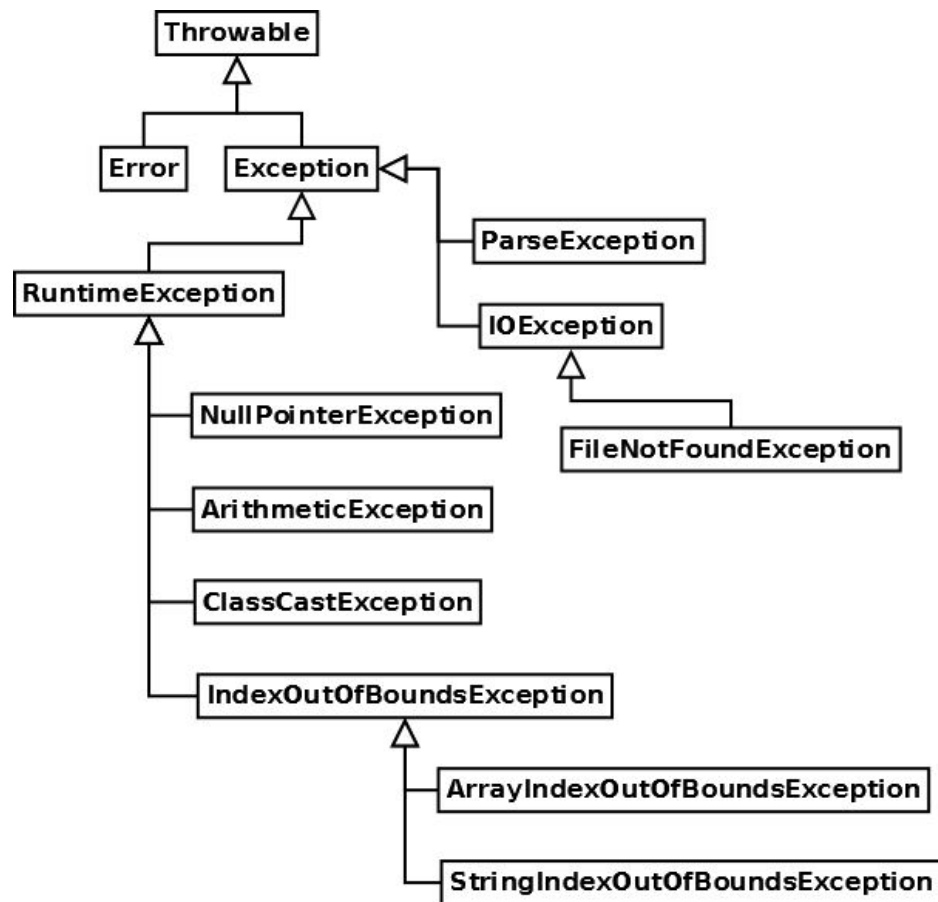 Throwable
Error
Exception
ParseException
RuntimeException
IOException
NullPointerException
FileNotFoundException
ArithmeticException
ClassCastException
IndexOutOfBoundsException
ArrayIndexOutOfBoundsException
StringIndexOutOfBoundsException